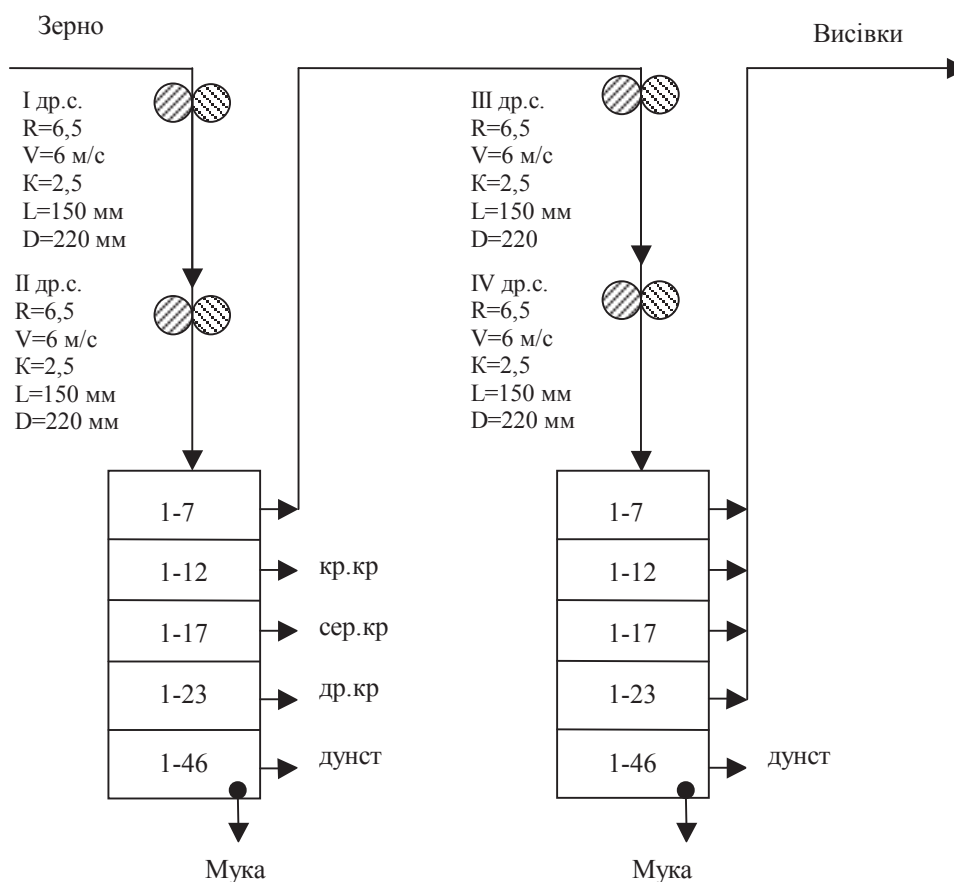 Зерно
Висівки
I др.с.
R=6,5
V=6 м/с
К=2,5
L=150 мм
D=220 мм
II др.с.
R=6,5
V=6 м/с
К=2,5
L=150 мм
D=220 мм
III др.с.
R=6,5
V=6 м/с
К=2,5
L=150 мм
D=220
IV др.с.
R=6,5
V=6 м/с
К=2,5
L=150 мм
D=220 мм
1-7
1-12 кр.кр
1-17 сер.кр
1-23 др.кр
1-46 дунст
Мука
1-7
1-12
1-17
1-23
1-46 дунст
Мука